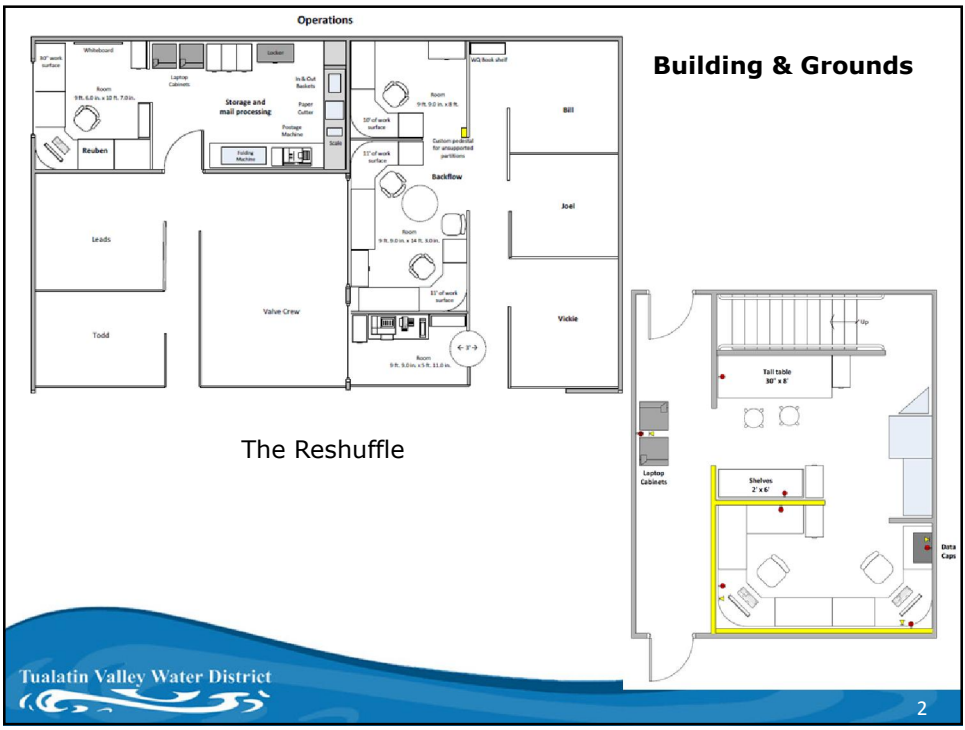 Operations
Building & Grounds
30" work
surface
Whiteboard
Laptop
Cabinets
Locker
Room
9 ft. 6.0 in. x 10 ft. 7.0 in.
Storage and
mail processing
In & Out
Baskets
Paper
Cutter
Postage
Machine
Scale
Folding
Machine
Reuben
WQ Book shelf
Room
9 ft. 9.0 in. x 8 ft.
10' of work
surface
Custom pedestal
for unsupported
partitions
11' of work
surface
Backflow
Room
9 ft. 9.0 in. x 14 ft. 3.0 in.
11' of work
surface
Room
9 ft. 9.0 in. x 5 ft. 11.0 in.
3'
Bill
Joel
Vickie
Leads
Todd
Valve Crew
The Reshuffle
Up
Tall table
30" x 8'
Laptop
Cabinets
Shelves
2' x 6'
Data
Caps
Tualatin Valley Water District
2